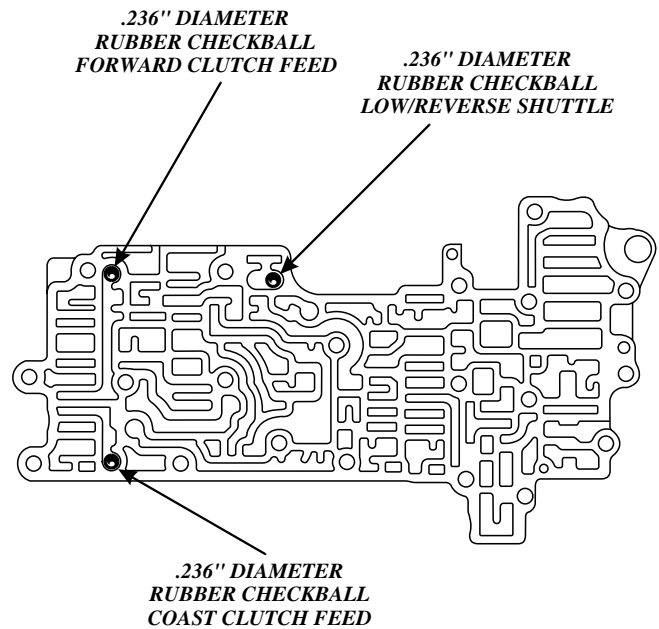 .236" DIAMETER
RUBBER CHECKBALL
FORWARD CLUTCH FEED
.236" DIAMETER
RUBBER CHECKBALL
LOW/REVERSE SHUTTLE
.236" DIAMETER
RUBBER CHECKBALL
COAST CLUTCH FEED